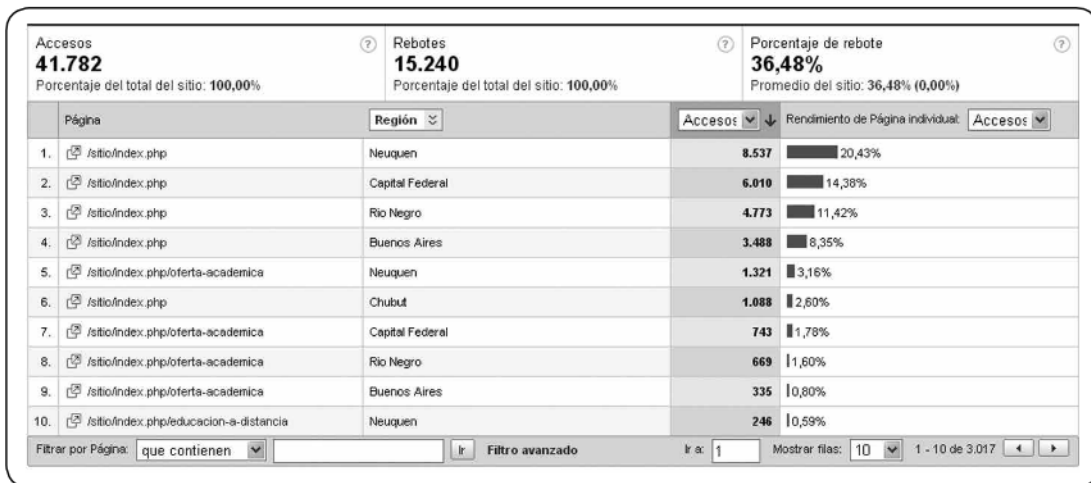 Accesos
41.782
Porcentaje del total del sitio: 100,00%
Rebotes
15.240
Porcentaje del total del sitio: 100,00%
Porcentaje de rebote
36,48%
Promedio del sitio: 36,48% (0,00%)
Página Región Accesos Rendimiento de Página individual: Accesos
1. /sitio/index.php Neuquen 8.537 20,43%
2. /sitio/index.php Capital Federal 6.010 14,38%
3. /sitio/index.php Rio Negro 4.773 11,42%
4. /sitio/index.php Buenos Aires 3.488 8,35%
5. /sitio/index.php/oferta-academica Neuquen 1.321 3,16%
6. /sitio/index.php Chubut 1.088 2,60%
7. /sitio/index.php/oferta-academica Capital Federal 743 1,78%
8. /sitio/index.php/oferta-academica Rio Negro 669 1,60%
9. /sitio/index.php/oferta-academica Buenos Aires 335 0,80%
10. /sitio/index.php/educacion-a-distancia Neuquen 246 0,59%
Filtrar por Página: que contienen Ir Filtro avanzado Ir a: 1 Mostrar filas: 10 1 - 10 de 3.017